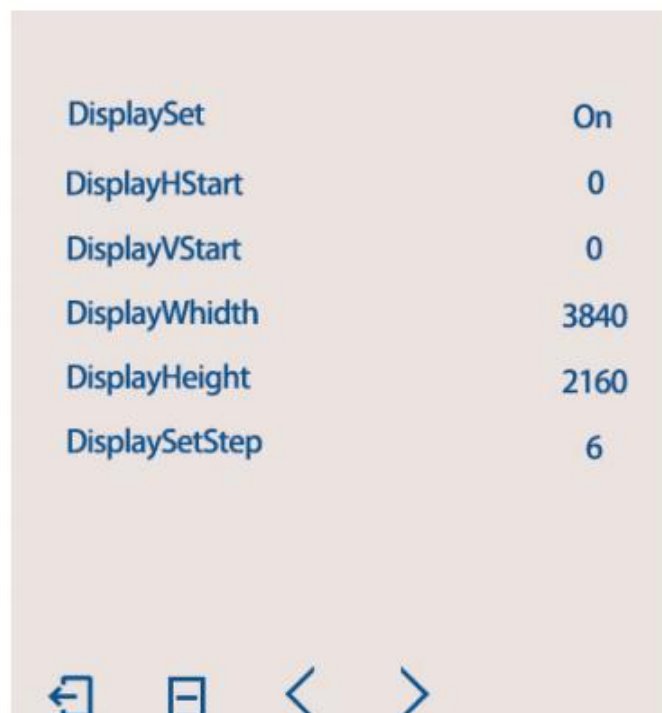 DisplaySet On
DisplayHStart 0
DisplayVStart 0
DisplayWhidth 3840
DisplayHeight 2160
DisplaySetStep 6